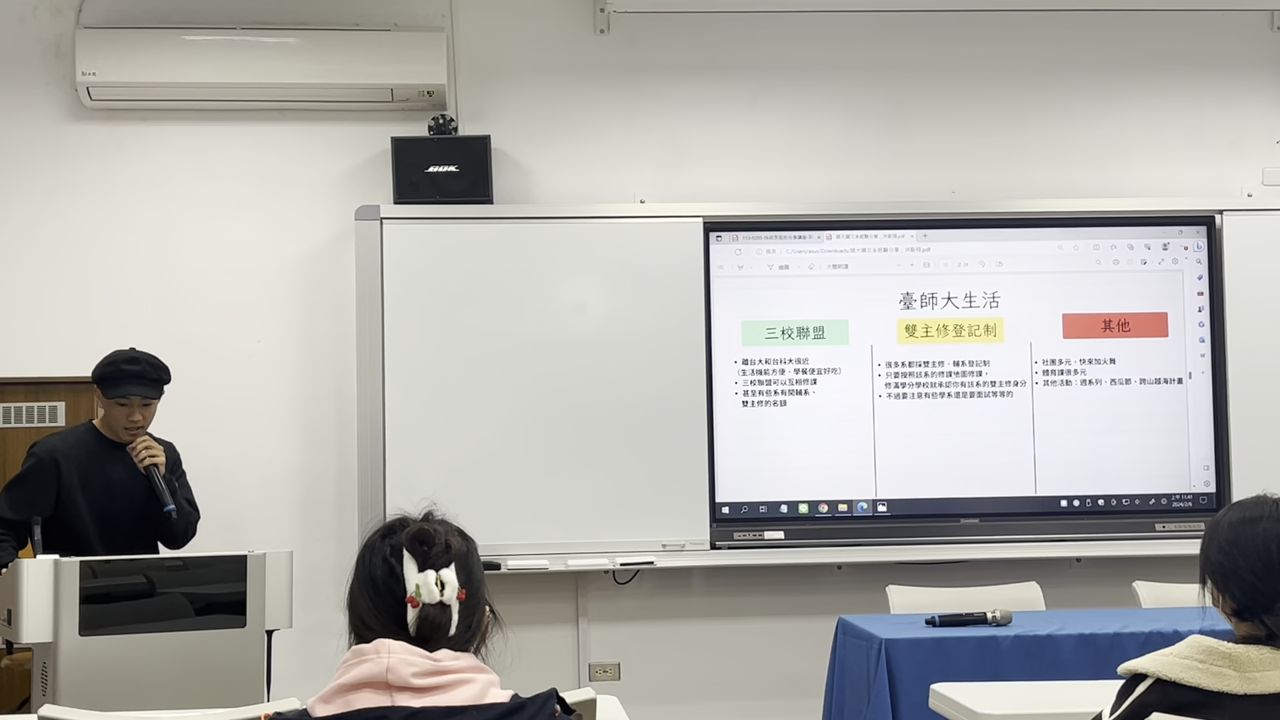 BDK
臺師大生活
三校聯盟
• 離台大和台科大很近
(生活機能方便、學餐便宜好吃)
• 三校聯盟可以互相修課
• 甚至有些系有開輔系、
雙主修的名額
雙主修登記制
• 很多系都採雙主修、輔系登記制
• 只要按照該系的修課地圖修課，
修滿學分學校就承認你有該系的雙主修身分
• 不過要注意有些學系還是要面試等等的
其他
• 社團多元，快來加火舞
• 體育課很多元
• 其他活動：週系列、西瓜節、跨山越海計畫
上午 11:41
2024/2/6